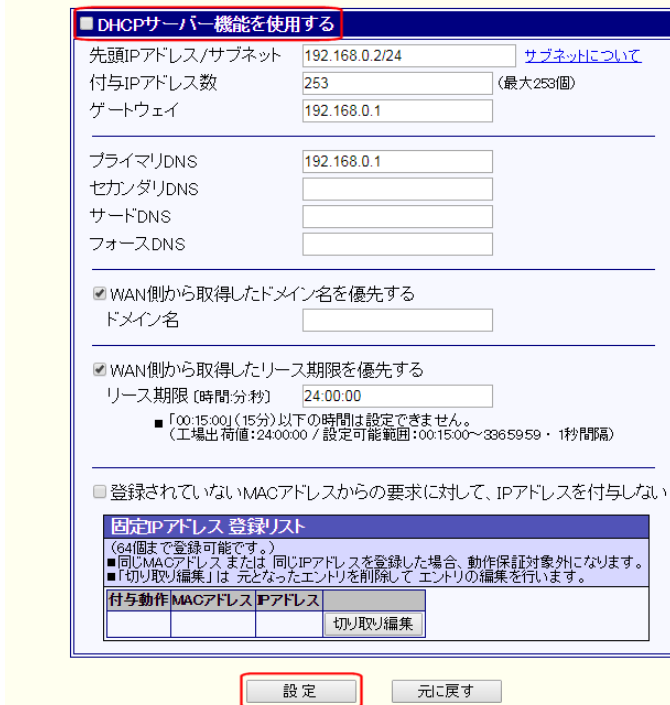 DHCPサーバー機能を使用する
先頭IPアドレス/サブネット 192.168.0.2/24 サブネットについて
付与IPアドレス数 253 (最大253個)
ゲートウェイ 192.168.0.1
プライマリDNS 192.168.0.1
セカンダリDNS
サードDNS
フォースDNS
WAN側から取得したドメイン名を優先する
ドメイン名
WAN側から取得したリース期限を優先する
リース期限 [時間:分:秒] 24:00:00
■「00:15:00」(15分)以下の時間は設定できません。
(工場出荷値:24:00:00 / 設定可能範囲:00:15:00～3365:59:59・1秒間隔)
登録されていないMACアドレスからの要求に対して、IPアドレスを付与しない
固定IPアドレス 登録リスト
(64個まで登録可能です。)
■同じMACアドレス または 同じIPアドレスを登録した場合、動作保証対象外になります。
■「切り取り編集」は 元となったエントリを削除して エントリの編集を行います。
付与動作 MACアドレス IPアドレス
切り取り編集
設定 元に戻す